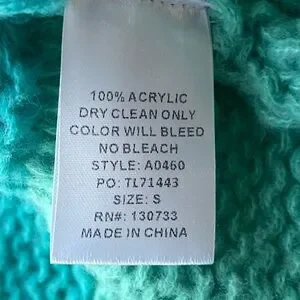 100% ACRYLIC
DRY CLEAN ONLY
COLOR WILL BLEED
NO BLEACH
STYLE: A0460
PO: TL71443
SIZE: S
RN#: 130733
MADE IN CHINA